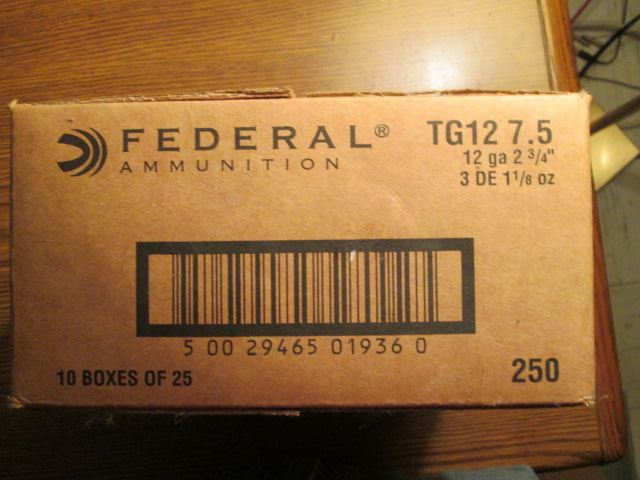 FEDERAL®
AMMUNITION
TG12 7.5
12 ga 2 3/4"
3 DE 1 1/8 oz
5 00 29465 01936 0
10 BOXES OF 25
250